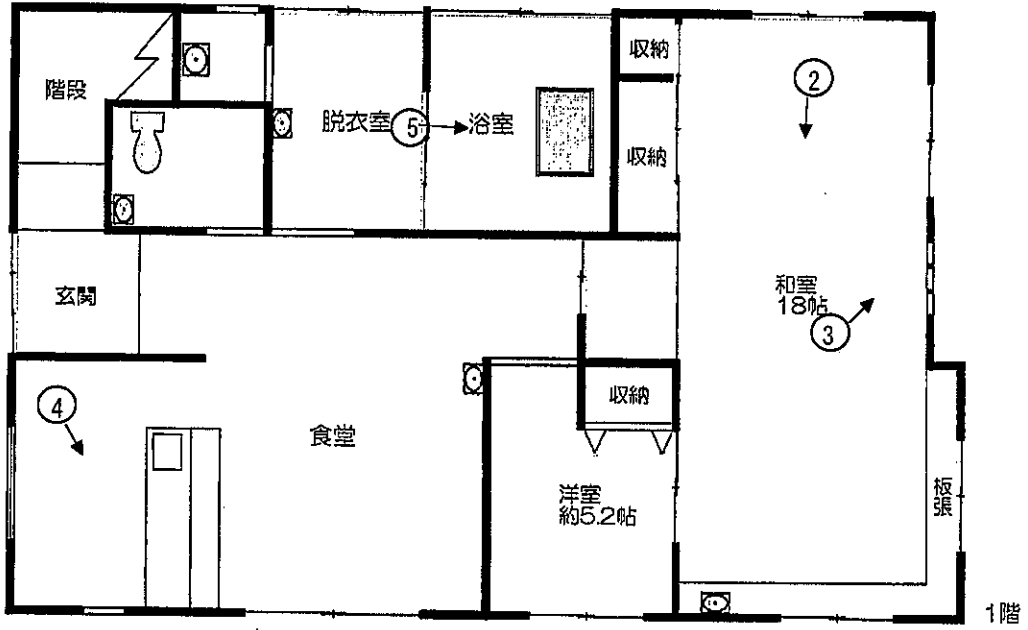 収納
②
階段
脱衣室
⑤
浴室
収納
和室
18帖
玄関
③
④
収納
食堂
洋室
約5.2帖
板張
1階